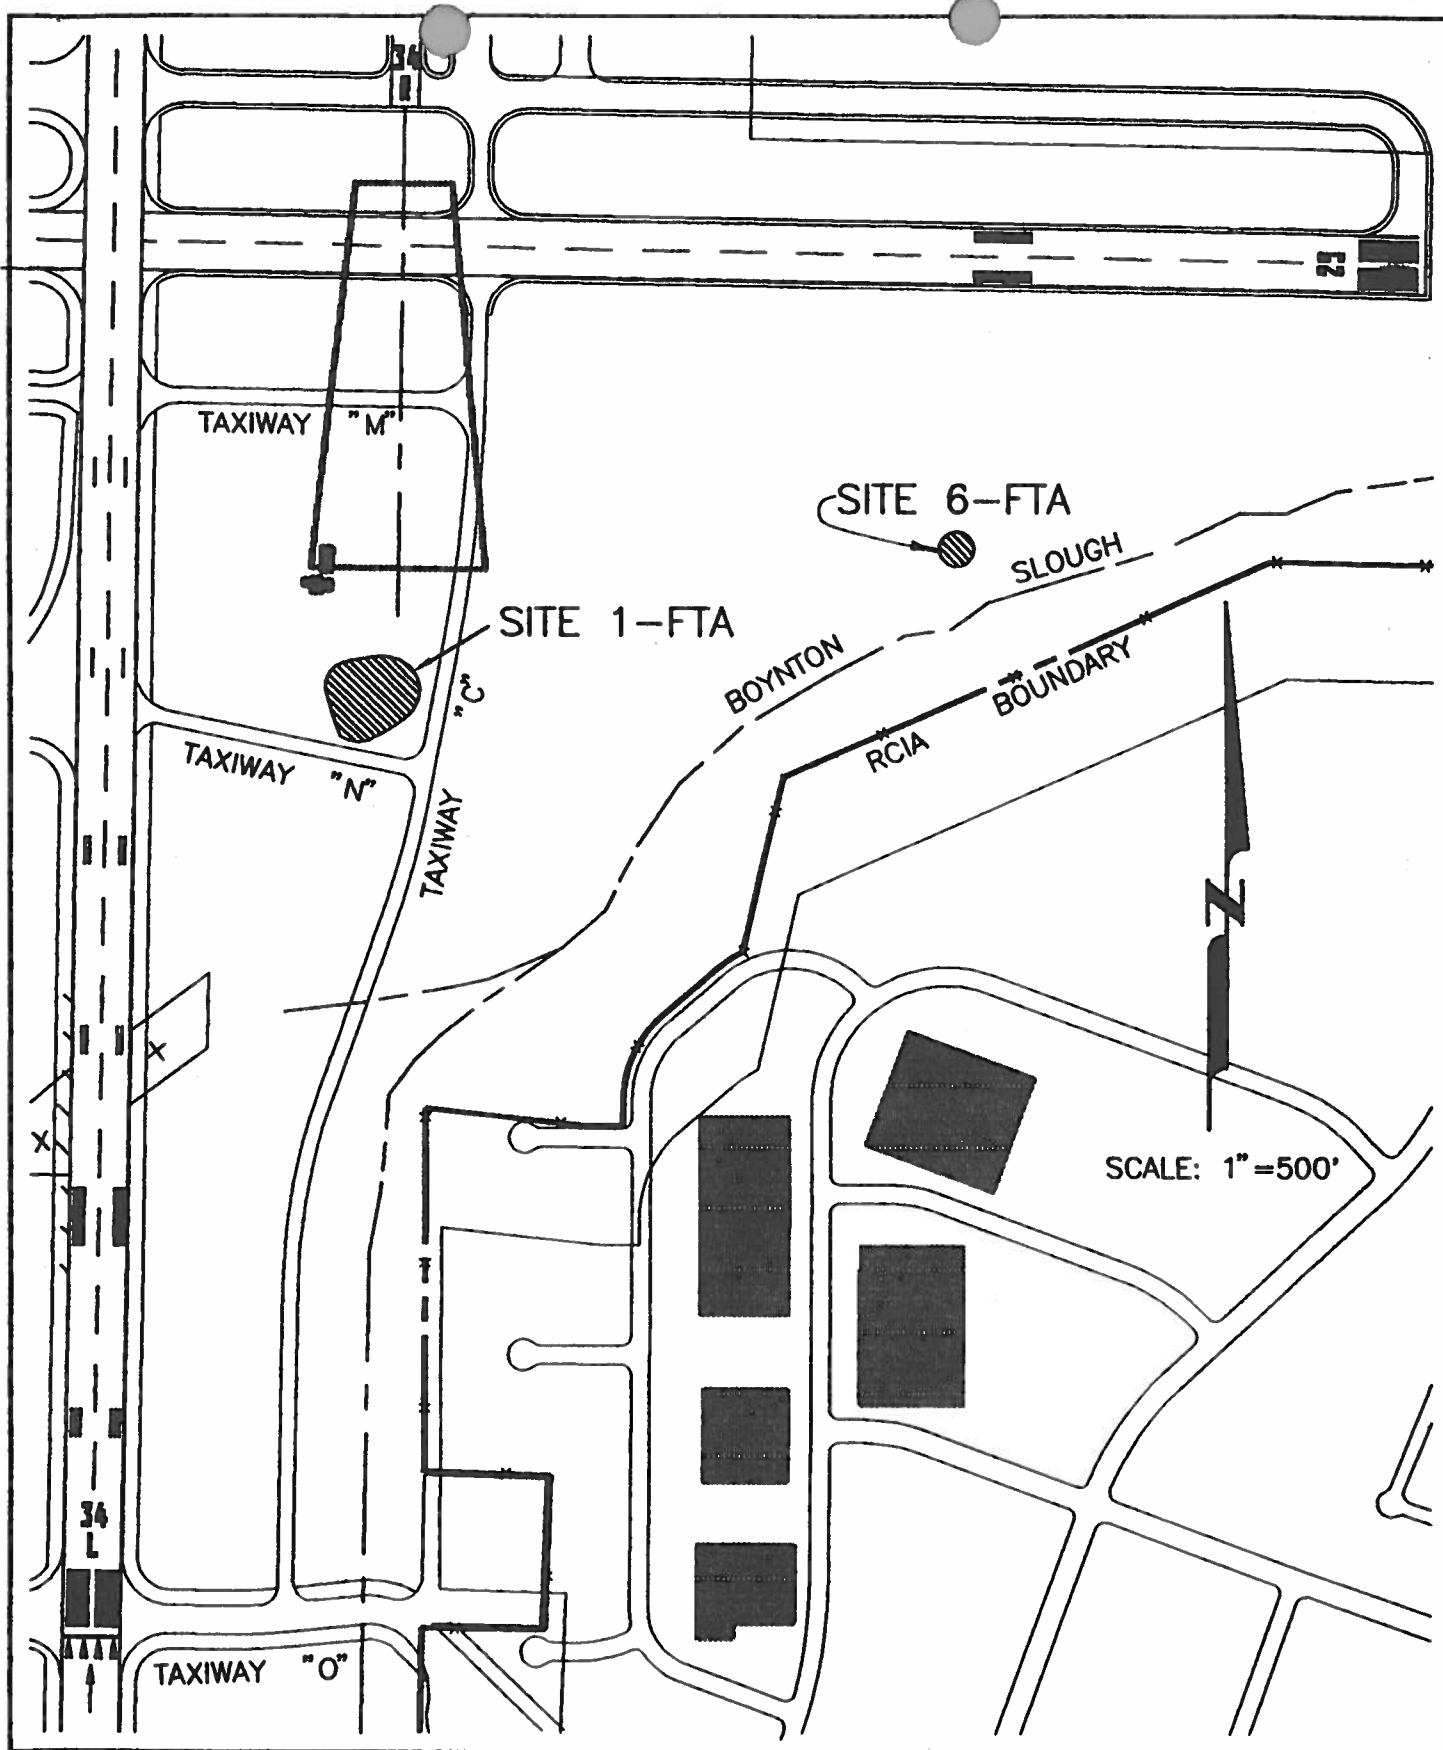 34
25
TAXIWAY "M"
SITE 6-FTA
SLOUGH
SITE 1-FTA
BOYNTON
BOUNDARY
"C"
RCIA
TAXIWAY "N"
TAXIWAY
N
X
X
SCALE: 1"=500'
34
L
TAXIWAY "O"